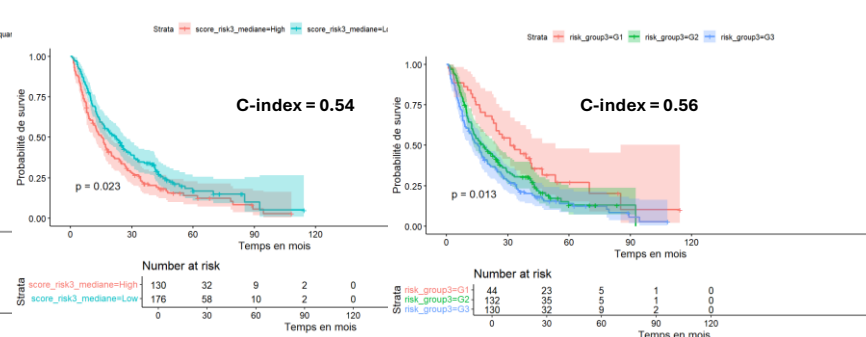 Strata score_risk3_mediane=High score_risk3_mediane=L
Probabilité de survie
1.00
0.75
0.50
0.25
0.00
C-index = 0.54
p = 0.023
0 30 60 90 120
Temps en mois
Number at risk
Strata
score_risk3_mediane=High 130 32 9 2 0
score_risk3_mediane=Low 176 58 10 2 0
0 30 60 90 120
Temps en mois
Strata risk_group3=G1 risk_group3=G2 risk_group3=G3
Probabilité de survie
1.00
0.75
0.50
0.25
0.00
C-index = 0.56
p = 0.013
0 30 60 90 120
Temps en mois
Number at risk
Strata
risk_group3=G1 44 23 5 1 0
risk_group3=G2 132 35 5 1 0
risk_group3=G3 130 32 9 2 0
0 30 60 90 120
Temps en mois